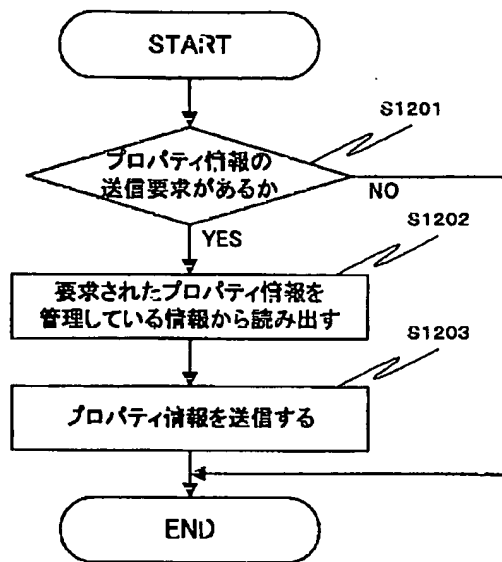 START
S1201
プロパティ情報の
送信要求があるか
NO
YES
S1202
要求されたプロパティ情報を
管理している情報から読み出す
S1203
プロパティ情報を送信する
END